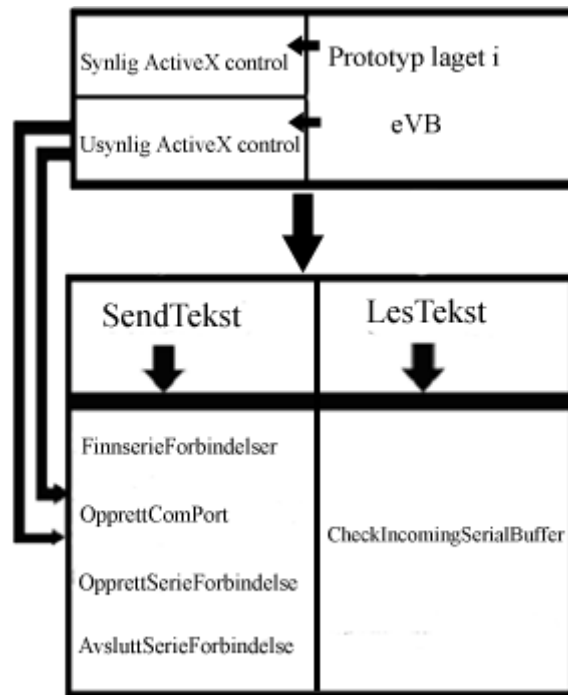 Synlig ActiveX control
Prototyp laget i
eVB
Usynlig ActiveX control
SendTekst
LesTekst
FinnserieForbindelser
OpprettComPort
CheckIncomingSerialBuffer
OpprettSerieForbindelse
AvsluttSerieForbindelse